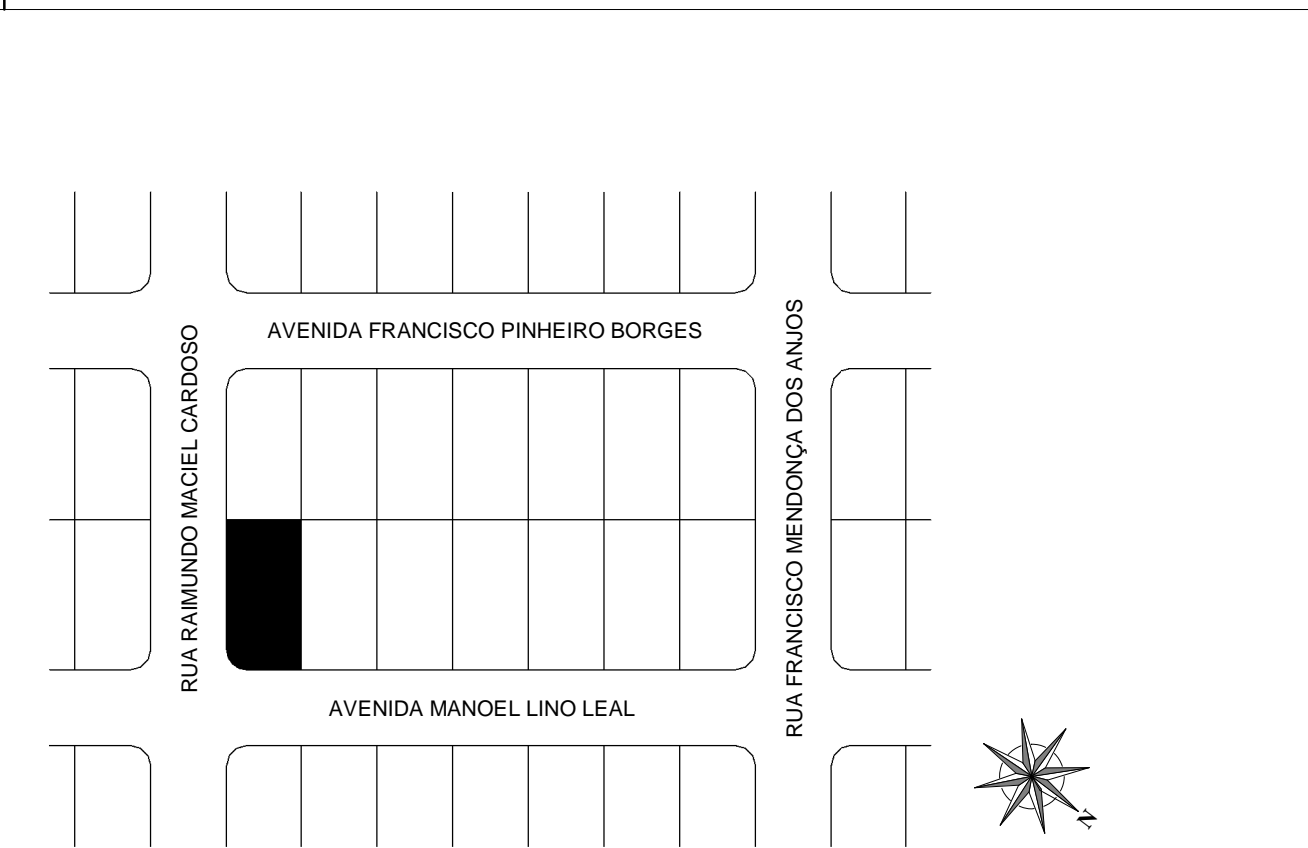 AVENIDA FRANCISCO PINHEIRO BORGES
RUA RAIMUNDO MACIEL CARDOSO
RUA FRANCISCO MENDONÇA DOS ANJOS
AVENIDA MANOEL LINO LEAL
N